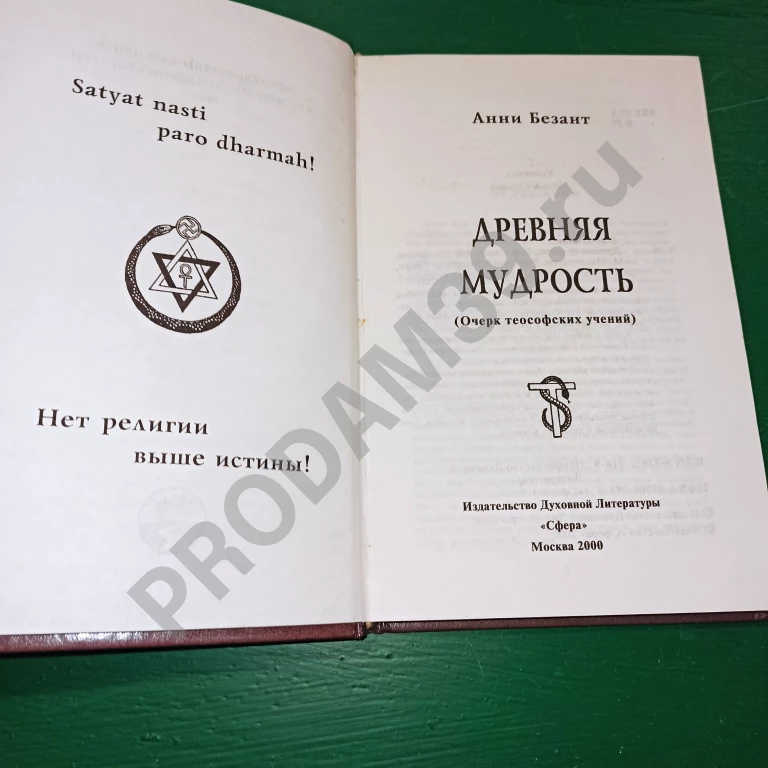 Satyat nasti
paro dharmah!
Нет религии
выше истины!
Анни Безант
ДРЕВНЯЯ
МУДРОСТЬ
(Очерк теософских учений)
Издательство Духовной Литературы
«Сфера»
Москва 2000
PRODAM39.ru